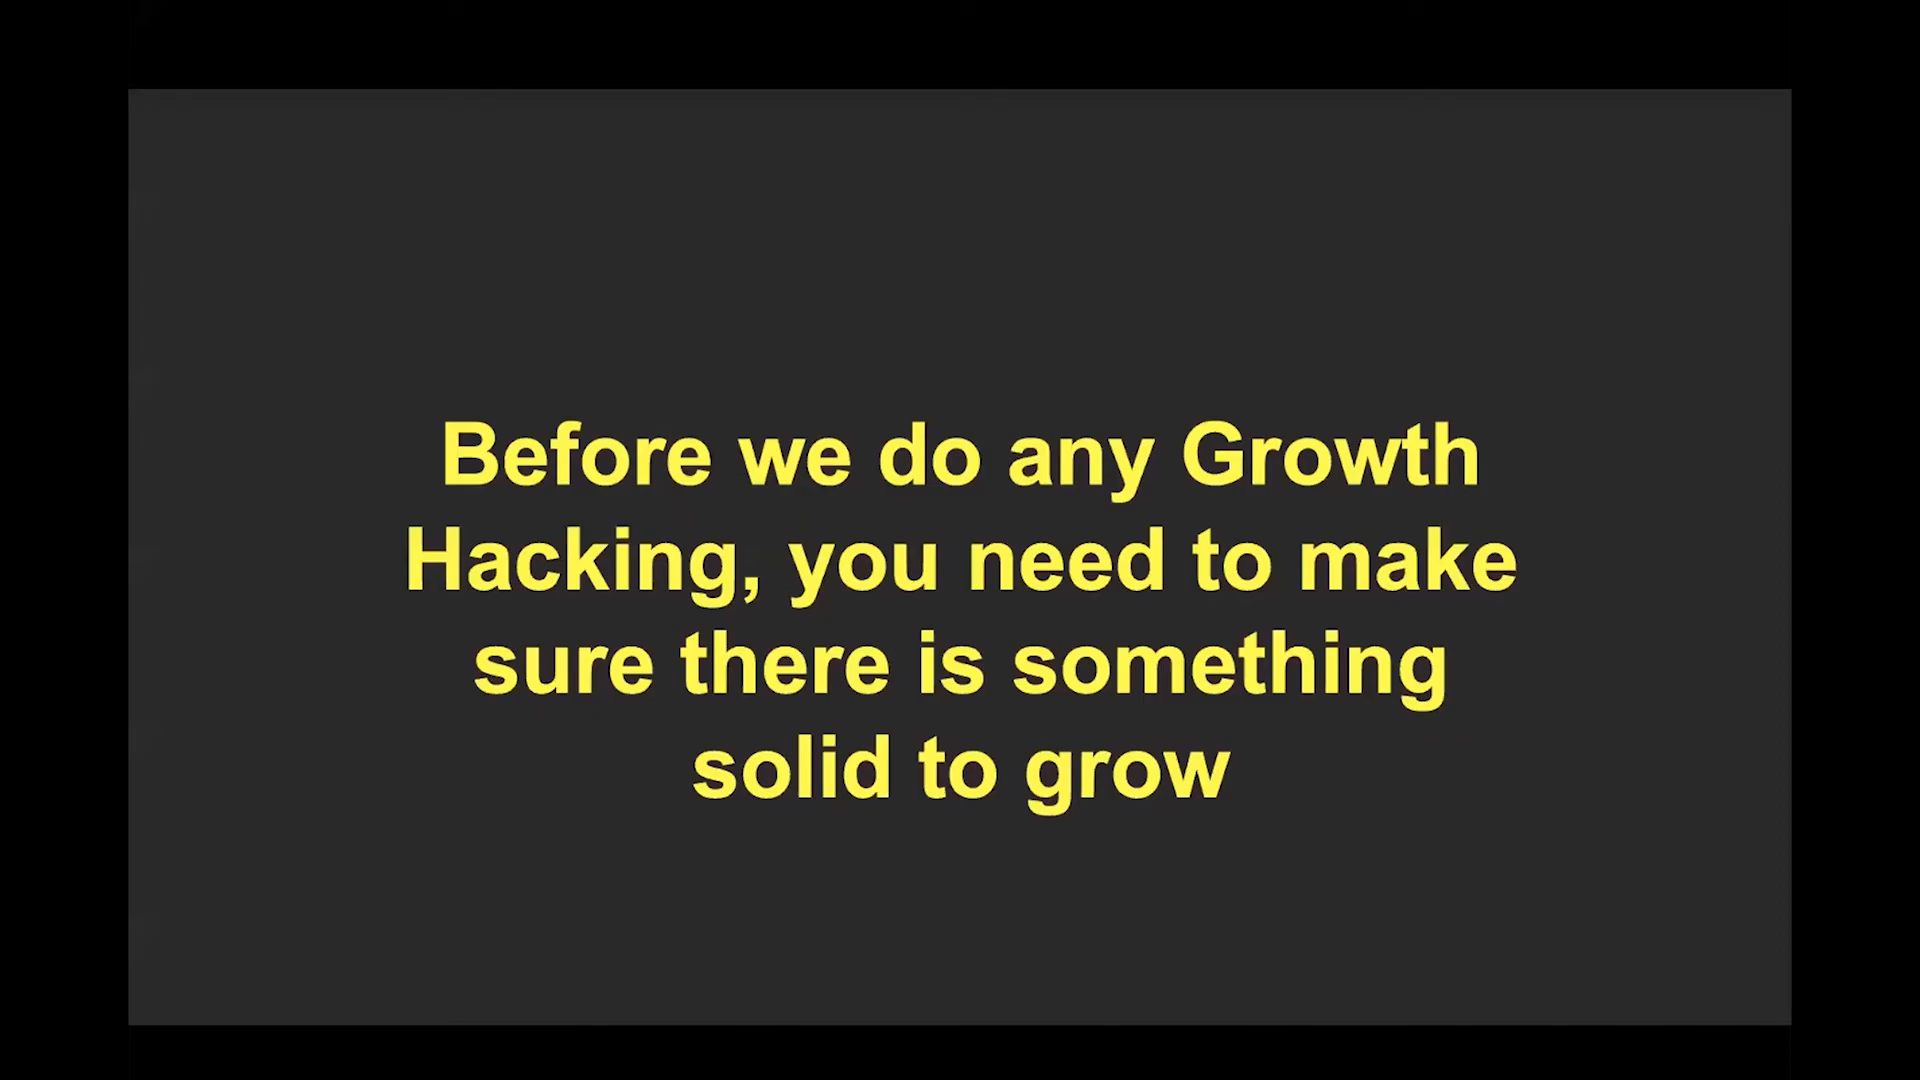 Before we do any Growth
Hacking, you need to make
sure there is something
solid to grow